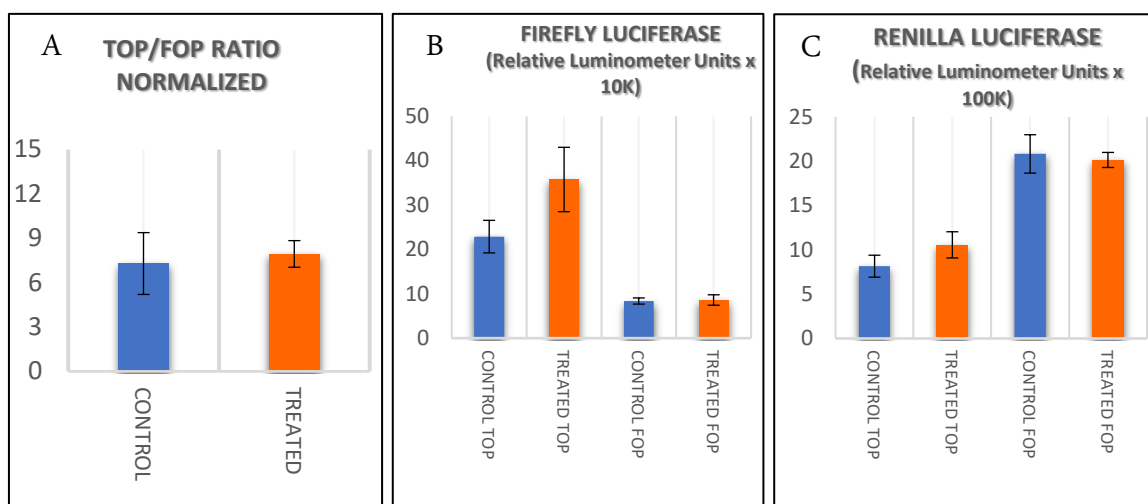 A
TOP/FOP RATIO
NORMALIZED
15
12
9
6
3
0
CONTROL
TREATED
B
FIREFLY LUCIFERASE
(Relative Luminometer Units x
10K)
50
40
30
20
10
0
CONTROL TOP
TREATED TOP
CONTROL FOP
TREATED FOP
C
RENILLA LUCIFERASE
(Relative Luminometer Units x
100K)
25
20
15
10
5
0
CONTROL TOP
TREATED TOP
CONTROL FOP
TREATED FOP